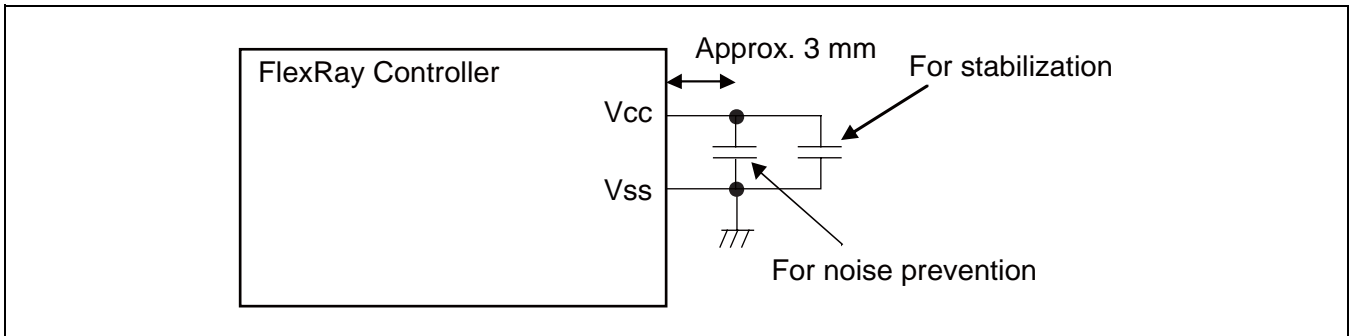 Approx. 3 mm
FlexRay Controller
For stabilization
Vcc
Vss
For noise prevention